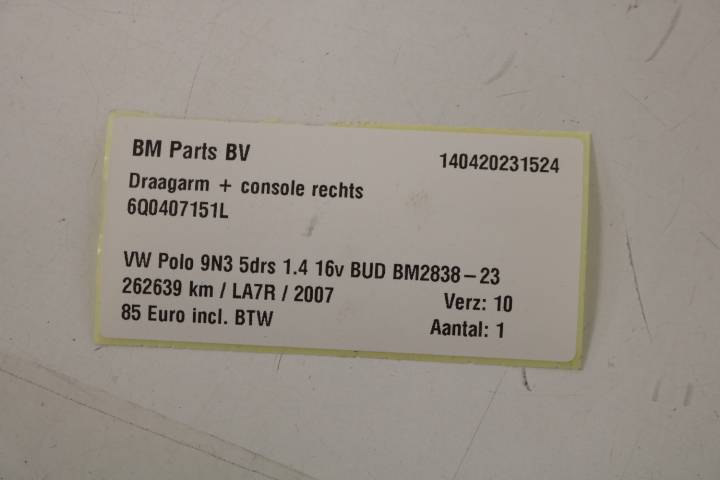 BM Parts BV 140420231524
Draagarm + console rechts
6Q0407151L
VW Polo 9N3 5drs 1.4 16v BUD BM2838-23
262639 km / LA7R / 2007 Verz: 10
85 Euro incl. BTW Aantal: 1